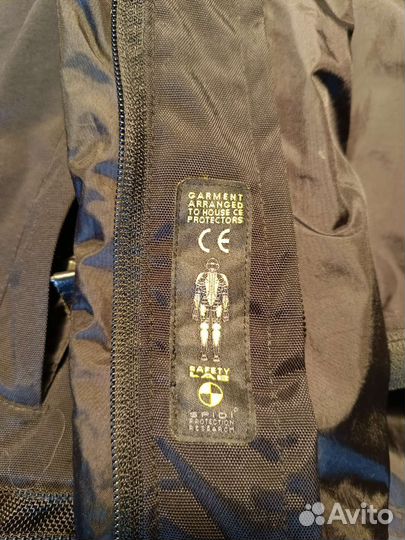 GARMENT
ARRANGED
TO HOUSE CE
PROTECTORS
CE
SAFETY
LAB
SPIDI
PROTECTION
RESEARCH
Avito